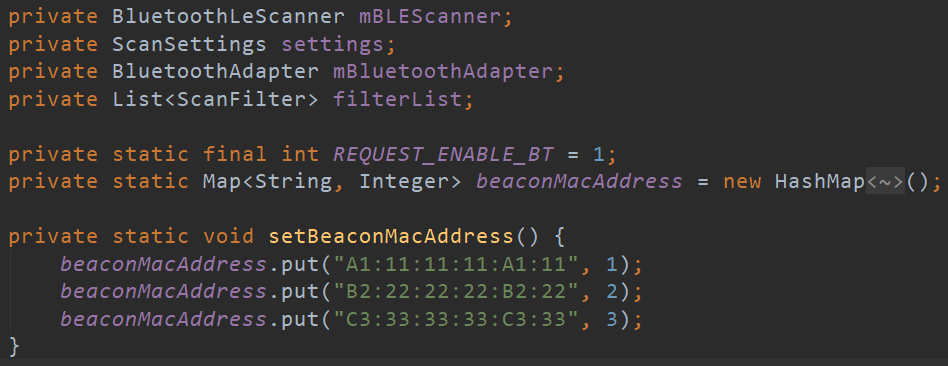 private BluetoothLeScanner mBLEScanner;
private ScanSettings settings;
private BluetoothAdapter mBluetoothAdapter;
private List<ScanFilter> filterList;
private static final int REQUEST_ENABLE_BT = 1;
private static Map<String, Integer> beaconMacAddress = new HashMap<~>();
private static void setBeaconMacAddress() {
beaconMacAddress.put("A1:11:11:11:A1:11", 1);
beaconMacAddress.put("B2:22:22:22:B2:22", 2);
beaconMacAddress.put("C3:33:33:33:C3:33", 3);
}